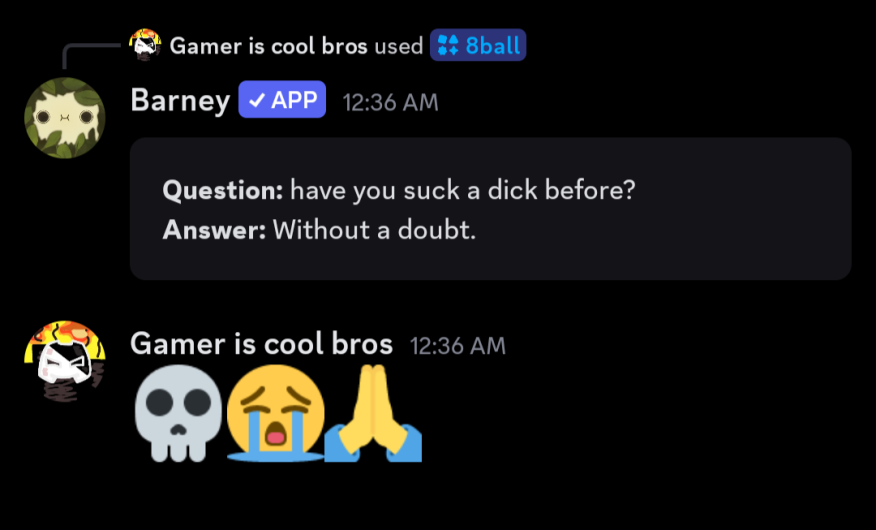 Gamer is cool bros used 8ball
Barney ✓ APP 12:36 AM
Question: have you suck a dick before?
Answer: Without a doubt.
Gamer is cool bros 12:36 AM
💀😭🙏